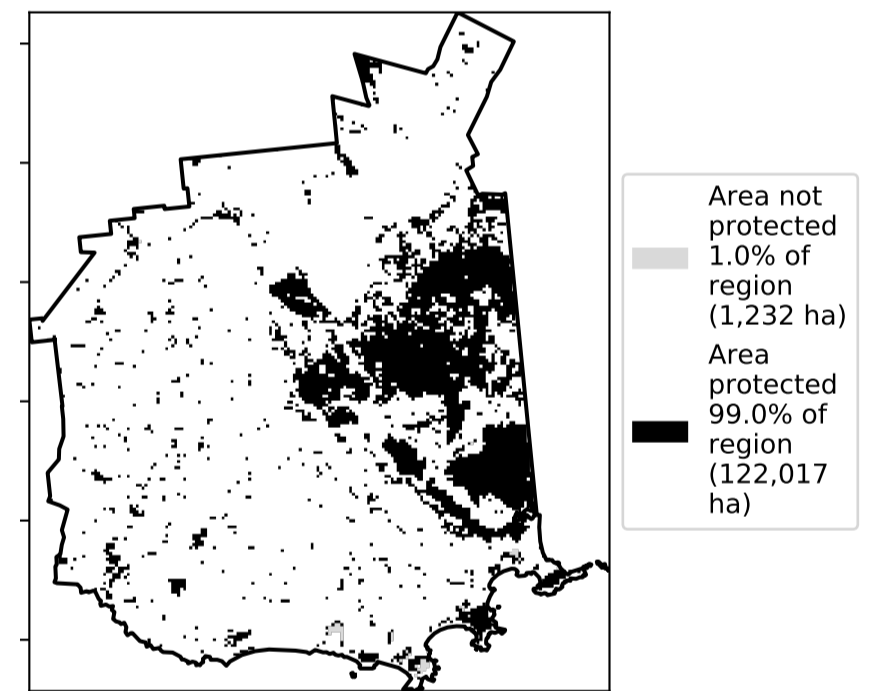 Area not
protected
1.0% of
region
(1,232 ha)
Area
protected
99.0% of
region
(122,017
ha)